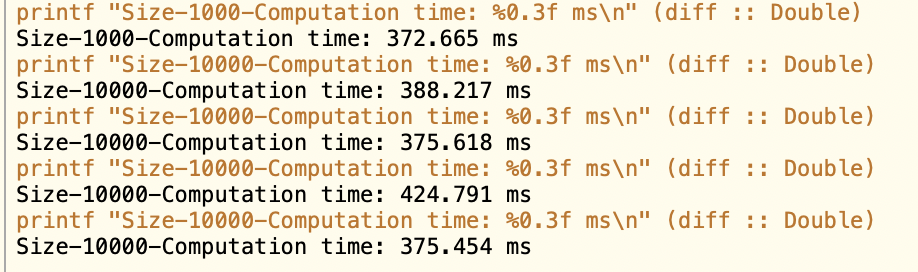 printf "Size-1000-Computation time: %0.3f ms\n" (diff :: Double)
Size-1000-Computation time: 372.665 ms
printf "Size-10000-Computation time: %0.3f ms\n" (diff :: Double)
Size-10000-Computation time: 388.217 ms
printf "Size-10000-Computation time: %0.3f ms\n" (diff :: Double)
Size-10000-Computation time: 375.618 ms
printf "Size-10000-Computation time: %0.3f ms\n" (diff :: Double)
Size-10000-Computation time: 424.791 ms
printf "Size-10000-Computation time: %0.3f ms\n" (diff :: Double)
Size-10000-Computation time: 375.454 ms